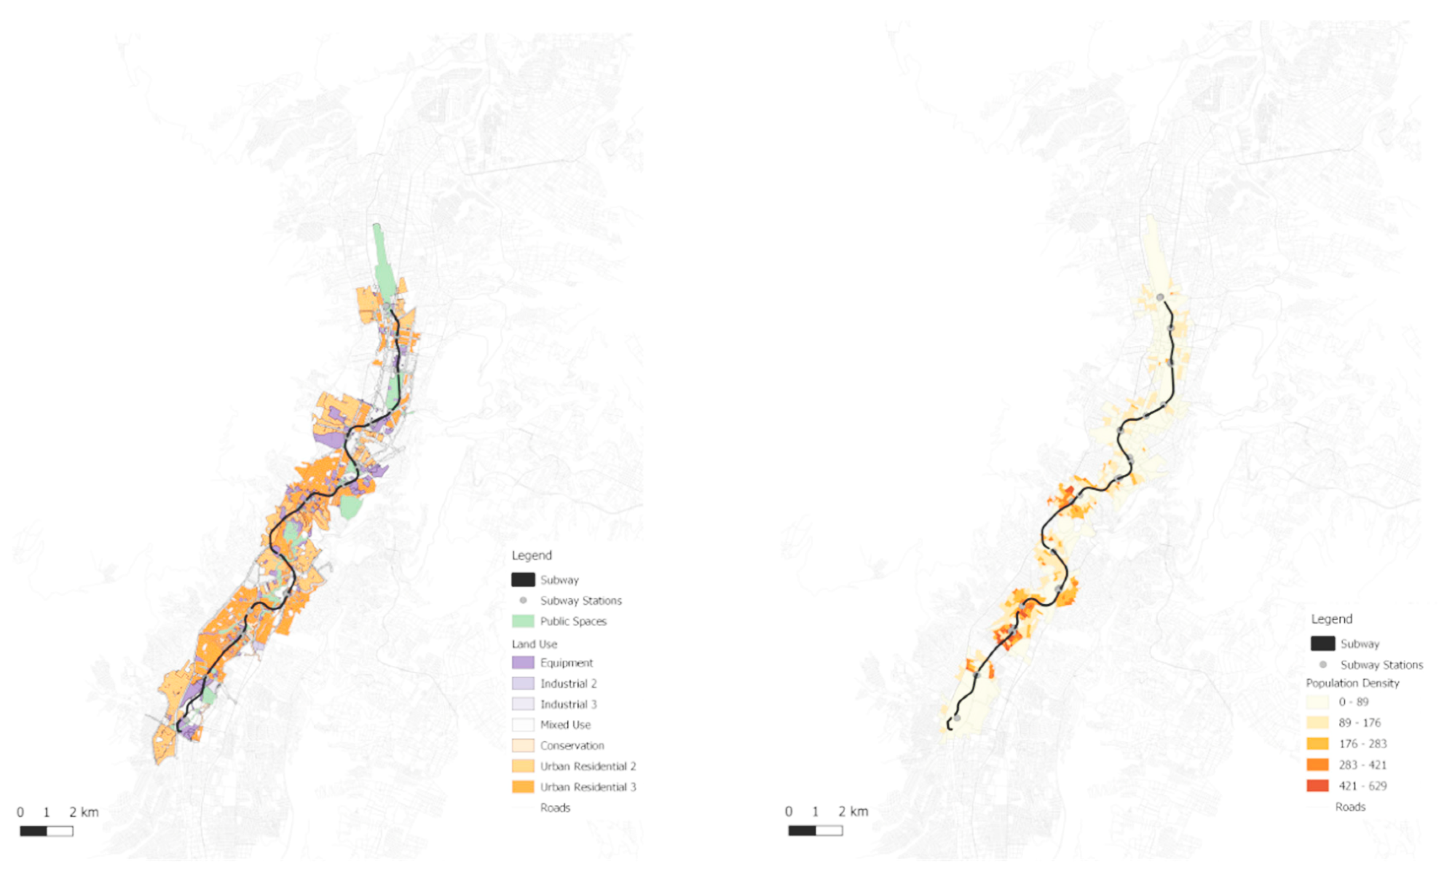 Legend
Subway
Subway Stations
Public Spaces
Land Use
Equipment
Industrial 2
Industrial 3
Mixed Use
Conservation
Urban Residential 2
Urban Residential 3
Roads
0 1 2 km
Legend
Subway
Subway Stations
Population Density
0 - 89
89 - 176
176 - 283
283 - 421
421 - 629
Roads
0 1 2 km